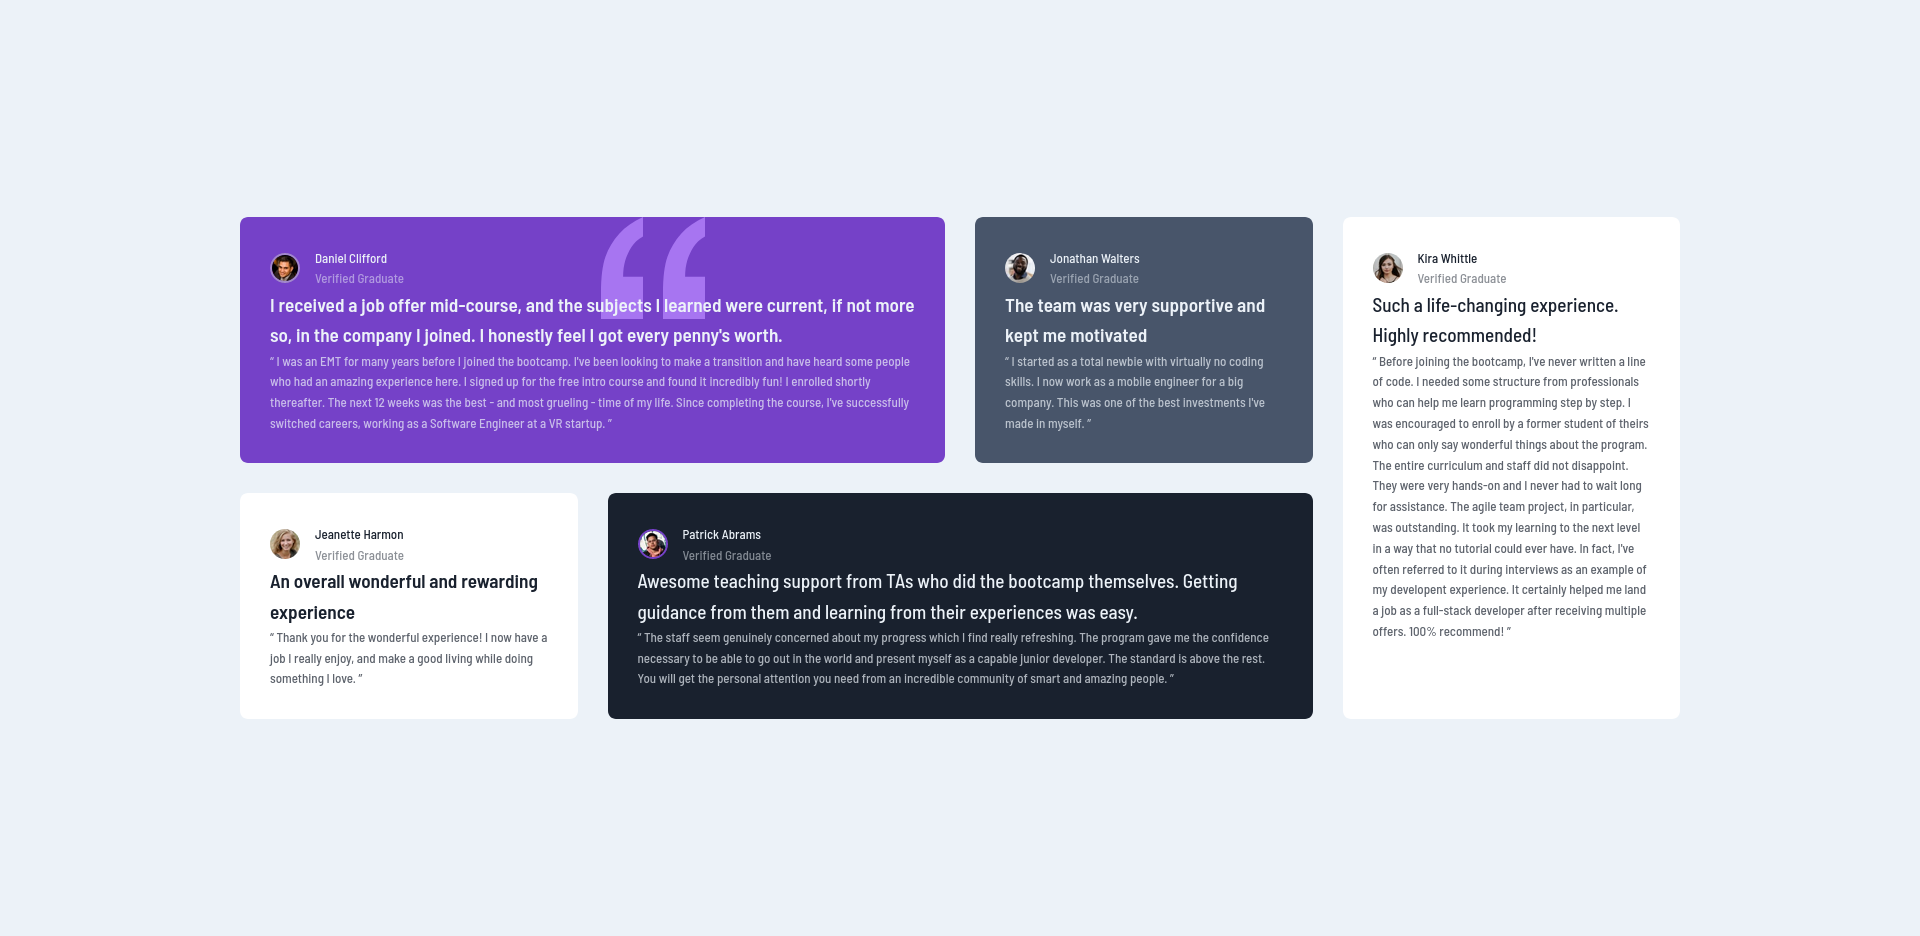 Daniel Clifford
Verified Graduate
I received a job offer mid-course, and the subjects I learned were current, if not more
so, in the company I joined. I honestly feel I got every penny's worth.
“ I was an EMT for many years before I joined the bootcamp. I've been looking to make a transition and have heard some people
who had an amazing experience here. I signed up for the free intro course and found it incredibly fun! I enrolled shortly
thereafter. The next 12 weeks was the best - and most grueling - time of my life. Since completing the course, I've successfully
switched careers, working as a Software Engineer at a VR startup. ”
Jonathan Walters
Verified Graduate
The team was very supportive and
kept me motivated
“ I started as a total newbie with virtually no coding
skills. I now work as a mobile engineer for a big
company. This was one of the best investments I've
made in myself. ”
Kira Whittle
Verified Graduate
Such a life-changing experience.
Highly recommended!
“ Before joining the bootcamp, I've never written a line
of code. I needed some structure from professionals
who can help me learn programming step by step. I
was encouraged to enroll by a former student of theirs
who can only say wonderful things about the program.
The entire curriculum and staff did not disappoint.
They were very hands-on and I never had to wait long
for assistance. The agile team project, in particular,
was outstanding. It took my learning to the next level
in a way that no tutorial could ever have. In fact, I've
often referred to it during interviews as an example of
my developent experience. It certainly helped me land
a job as a full-stack developer after receiving multiple
offers. 100% recommend! ”
Jeanette Harmon
Verified Graduate
An overall wonderful and rewarding
experience
“ Thank you for the wonderful experience! I now have a
job I really enjoy, and make a good living while doing
something I love. ”
Patrick Abrams
Verified Graduate
Awesome teaching support from TAs who did the bootcamp themselves. Getting
guidance from them and learning from their experiences was easy.
“ The staff seem genuinely concerned about my progress which I find really refreshing. The program gave me the confidence
necessary to be able to go out in the world and present myself as a capable junior developer. The standard is above the rest.
You will get the personal attention you need from an incredible community of smart and amazing people. ”